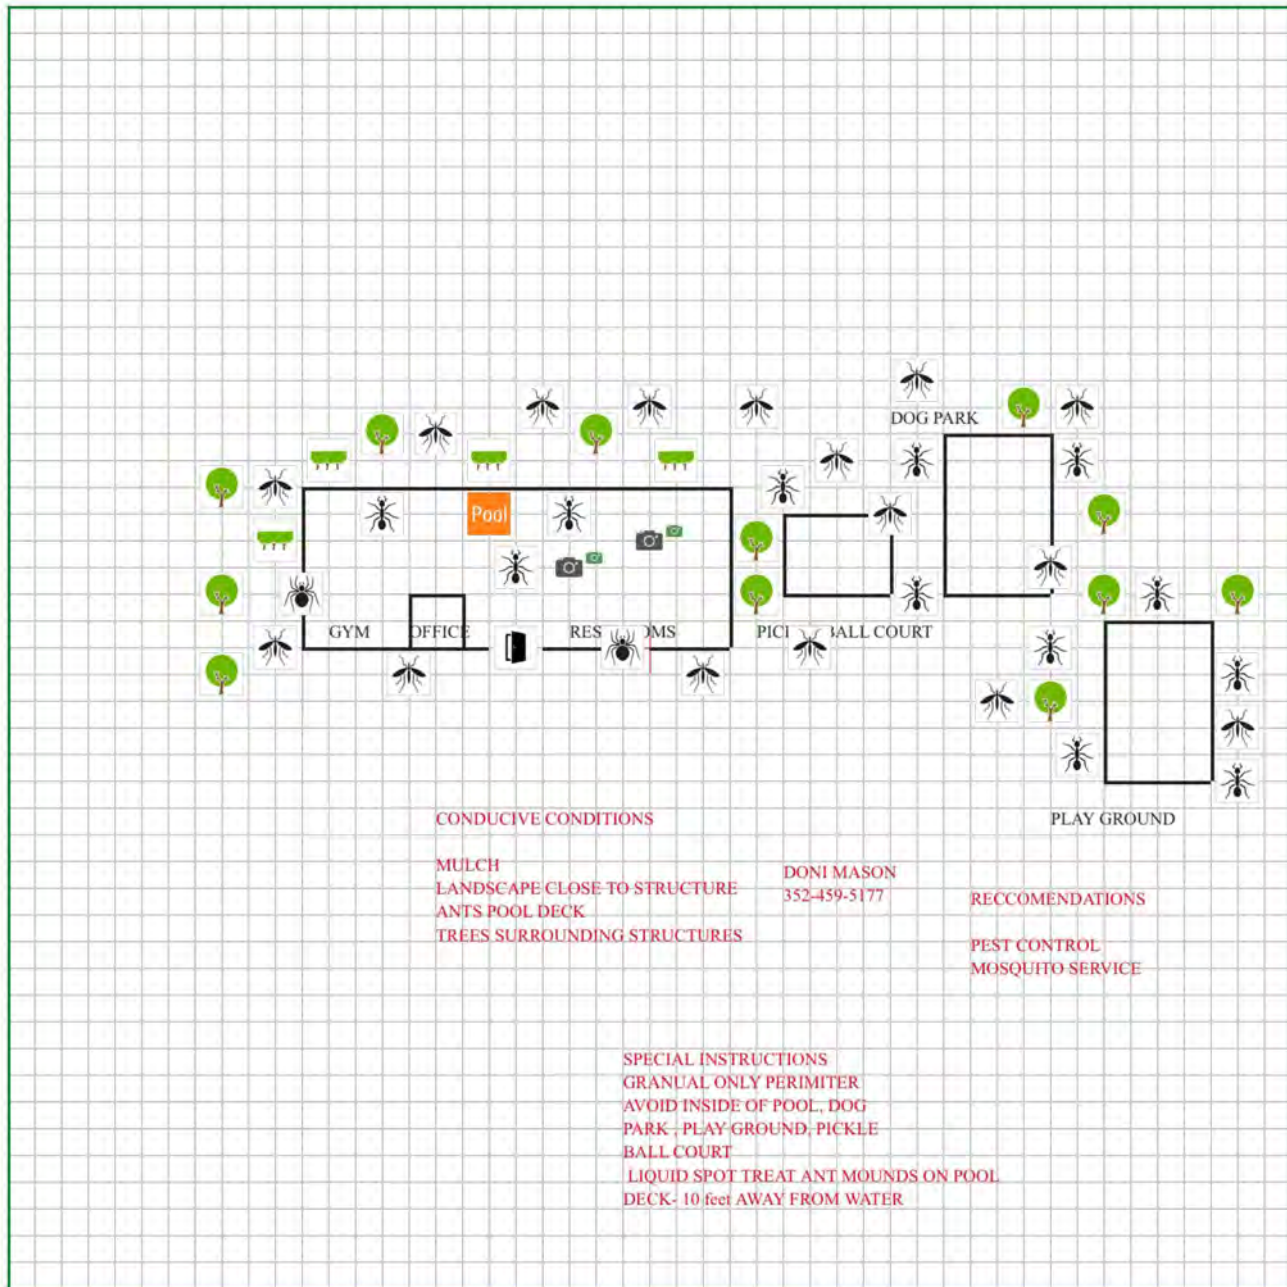 DOG PARK
Pool
GYM
OFFICE
RES OMS
PIC BALL COURT
PLAY GROUND
CONDUCIVE CONDITIONS
MULCH
LANDSCAPE CLOSE TO STRUCTURE
ANTS POOL DECK
TREES SURROUNDING STRUCTURES
DONI MASON
352-459-5177
RECCOMENDATIONS
PEST CONTROL
MOSQUITO SERVICE
SPECIAL INSTRUCTIONS
GRANUAL ONLY PERIMITER
AVOID INSIDE OF POOL, DOG
PARK , PLAY GROUND, PICKLE
BALL COURT
LIQUID SPOT TREAT ANT MOUNDS ON POOL
DECK- 10 feet AWAY FROM WATER